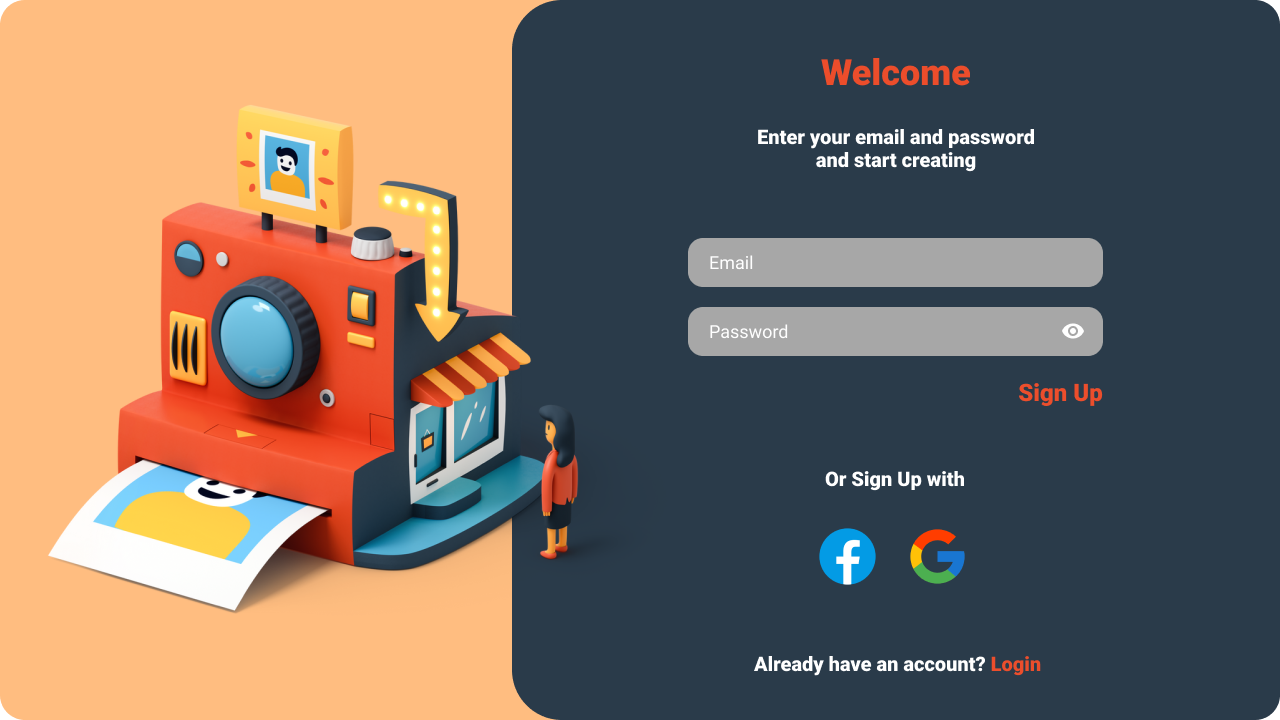 Welcome
Enter your email and password
and start creating
Email
Password
Sign Up
Or Sign Up with
Already have an account? Login